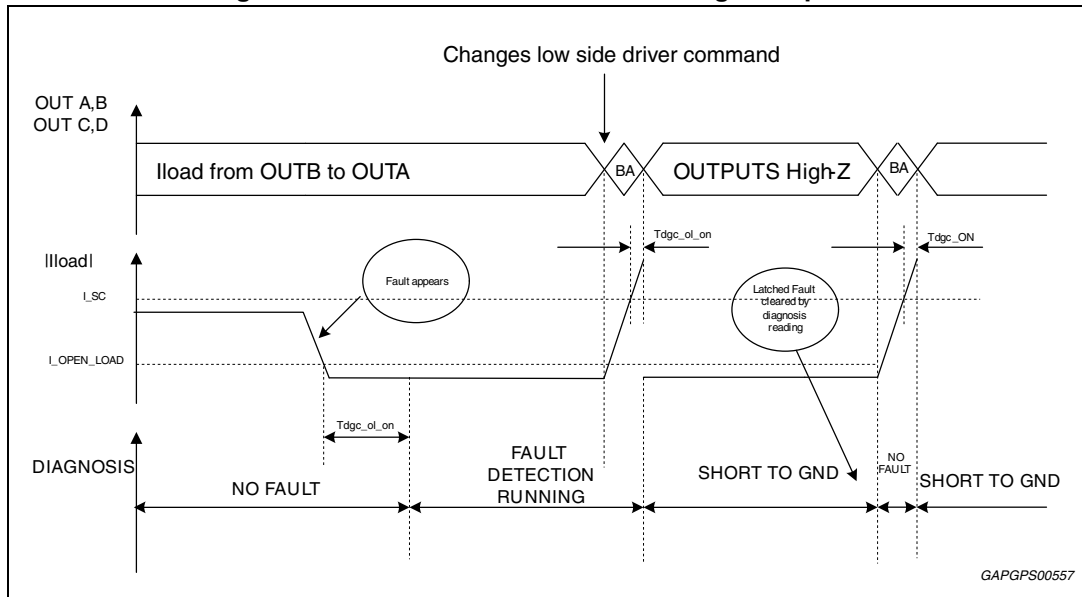 Changes low side driver command
OUT A,B
OUT C,D
Iload from OUTB to OUTA
BA
OUTPUTS High-Z
BA
Tdgc_ol_on
Tdgc_ON
|Iload|
I_SC
Fault appears
Latched Fault
cleared by
diagnosis
reading
I_OPEN_LOAD
Tdgc_ol_on
DIAGNOSIS
NO FAULT
FAULT
DETECTION
RUNNING
SHORT TO GND
NO
FAULT
SHORT TO GND
GAPGPS00557